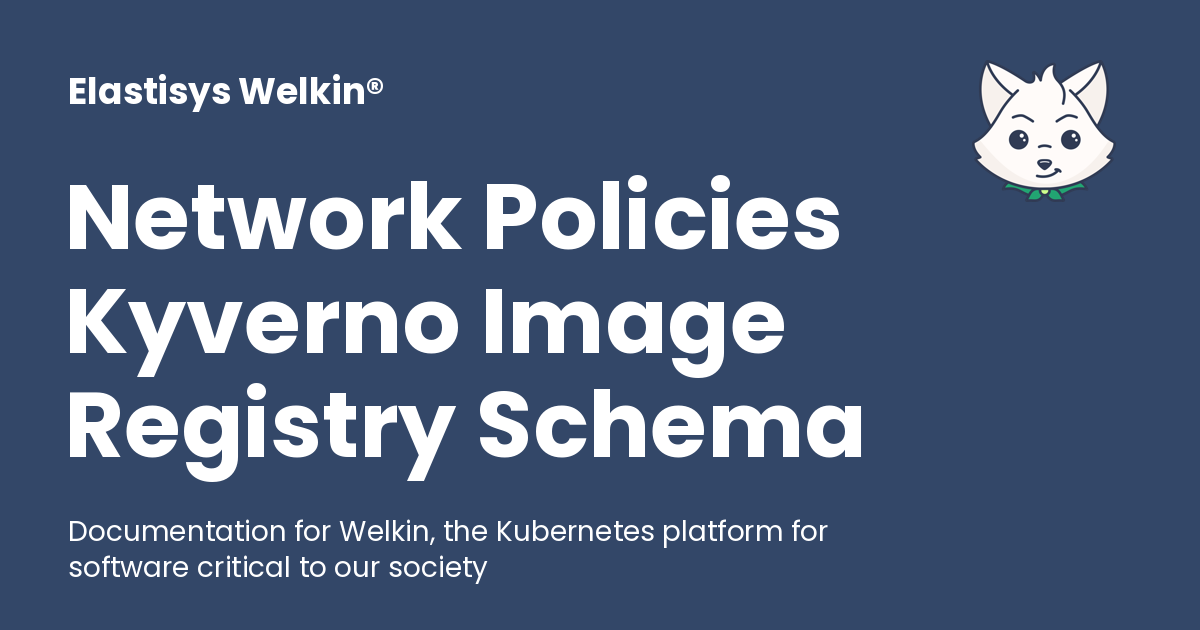 Elastisys Welkin®
Network Policies
Kyverno Image
Registry Schema
Documentation for Welkin, the Kubernetes platform for
software critical to our society